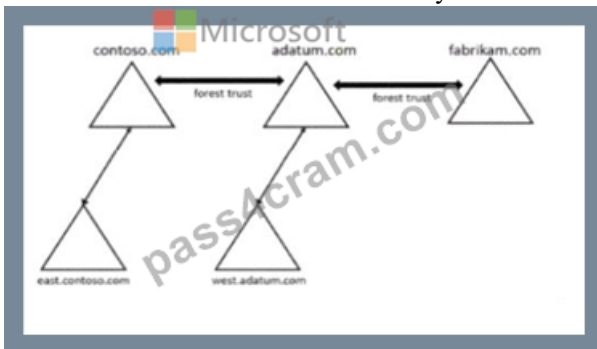 Microsoft
contoso.com
adatum.com
fabrikam.com
forest trust
forest trust
pass4cram.com
east.contoso.com
west.adatum.com